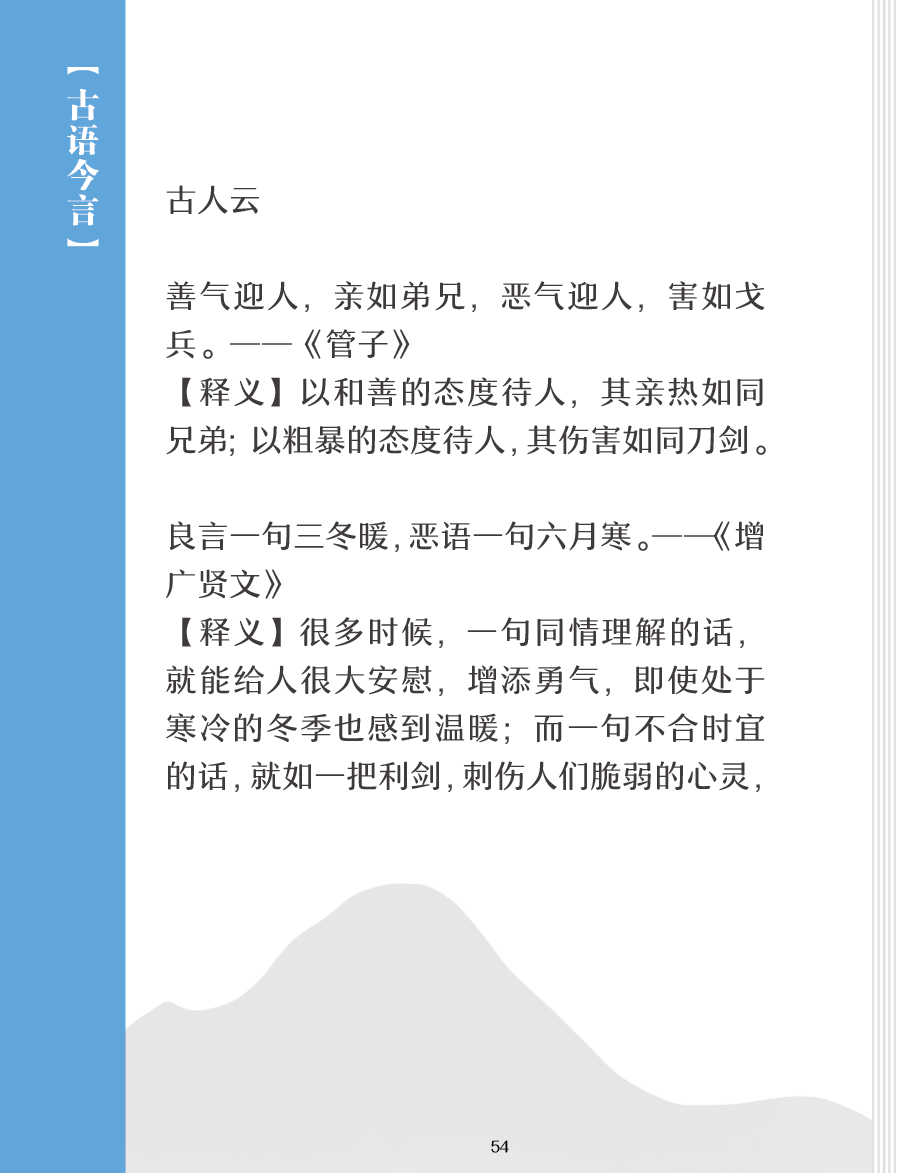 【古语今言】
古人云
善气迎人，亲如弟兄，恶气迎人，害如戈
兵。——《管子》
【释义】以和善的态度待人，其亲热如同
兄弟；以粗暴的态度待人，其伤害如同刀剑。
良言一句三冬暖，恶语一句六月寒。——《增
广贤文》
【释义】很多时候，一句同情理解的话，
就能给人很大安慰，增添勇气，即使处于
寒冷的冬季也感到温暖；而一句不合时宜
的话，就如一把利剑，刺伤人们脆弱的心灵，
54